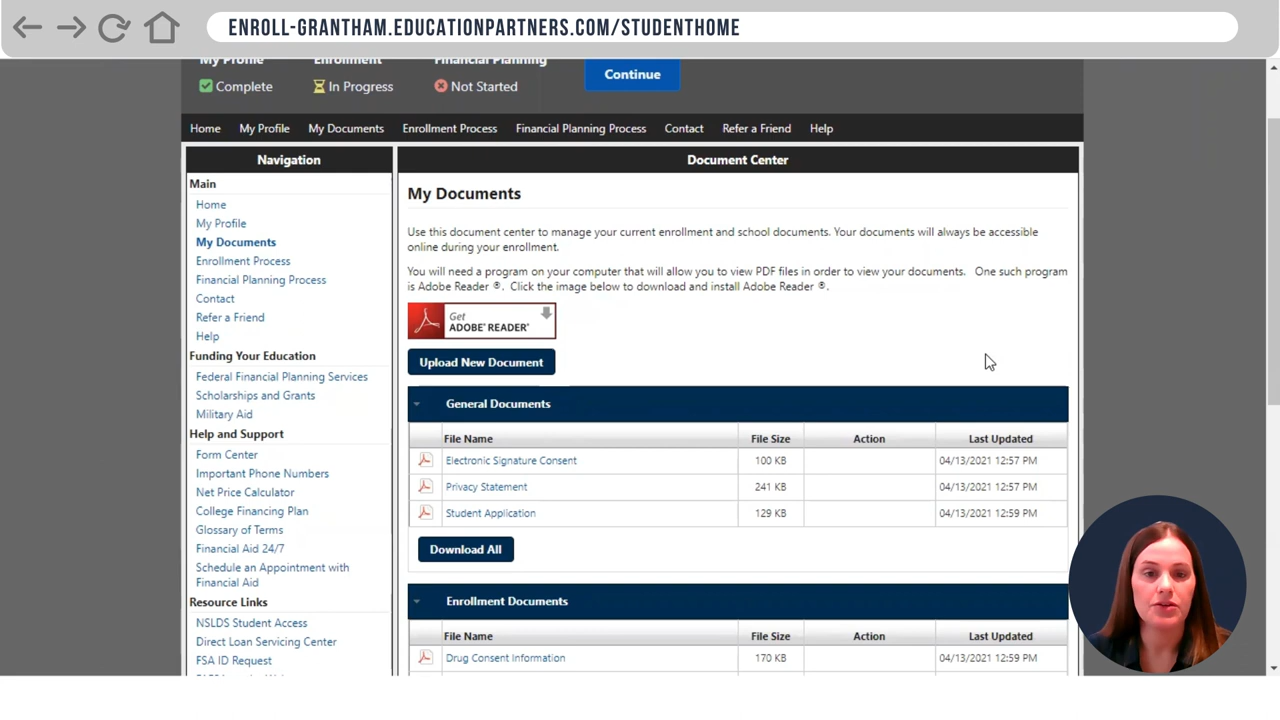 ENROLL-GRANTHAM.EDUCATIONPARTNERS.COM/STUDENTHOME
My Profile Enrollment Financial Planning
Complete In Progress Not Started Continue
Home My Profile My Documents Enrollment Process Financial Planning Process Contact Refer a Friend Help
Navigation
Main
Home
My Profile
My Documents
Enrollment Process
Financial Planning Process
Contact
Refer a Friend
Help
Funding Your Education
Federal Financial Planning Services
Scholarships and Grants
Military Aid
Help and Support
Form Center
Important Phone Numbers
Net Price Calculator
College Financing Plan
Glossary of Terms
Financial Aid 24/7
Schedule an Appointment with
Financial Aid
Resource Links
NSLDS Student Access
Direct Loan Servicing Center
FSA ID Request
Document Center
My Documents
Use this document center to manage your current enrollment and school documents. Your documents will always be accessible
online during your enrollment.
You will need a program on your computer that will allow you to view PDF files in order to view your documents. One such program
is Adobe Reader ®. Click the image below to download and install Adobe Reader ®.
Get
ADOBE® READER®
Upload New Document
General Documents
File Name File Size Action Last Updated
Electronic Signature Consent 100 KB 04/13/2021 12:57 PM
Privacy Statement 241 KB 04/13/2021 12:57 PM
Student Application 129 KB 04/13/2021 12:59 PM
Download All
Enrollment Documents
File Name File Size Action Last Updated
Drug Consent Information 170 KB 04/13/2021 12:59 PM